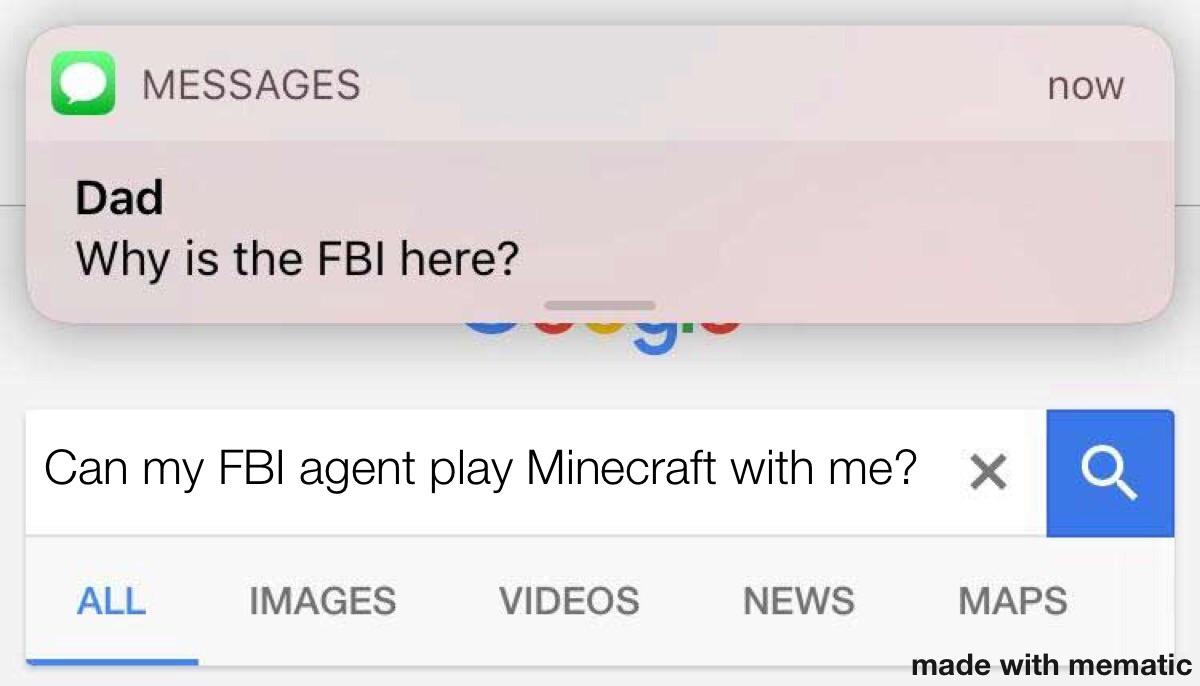 MESSAGES now
Dad
Why is the FBI here?
Google
Can my FBI agent play Minecraft with me?
ALL IMAGES VIDEOS NEWS MAPS
made with mematic